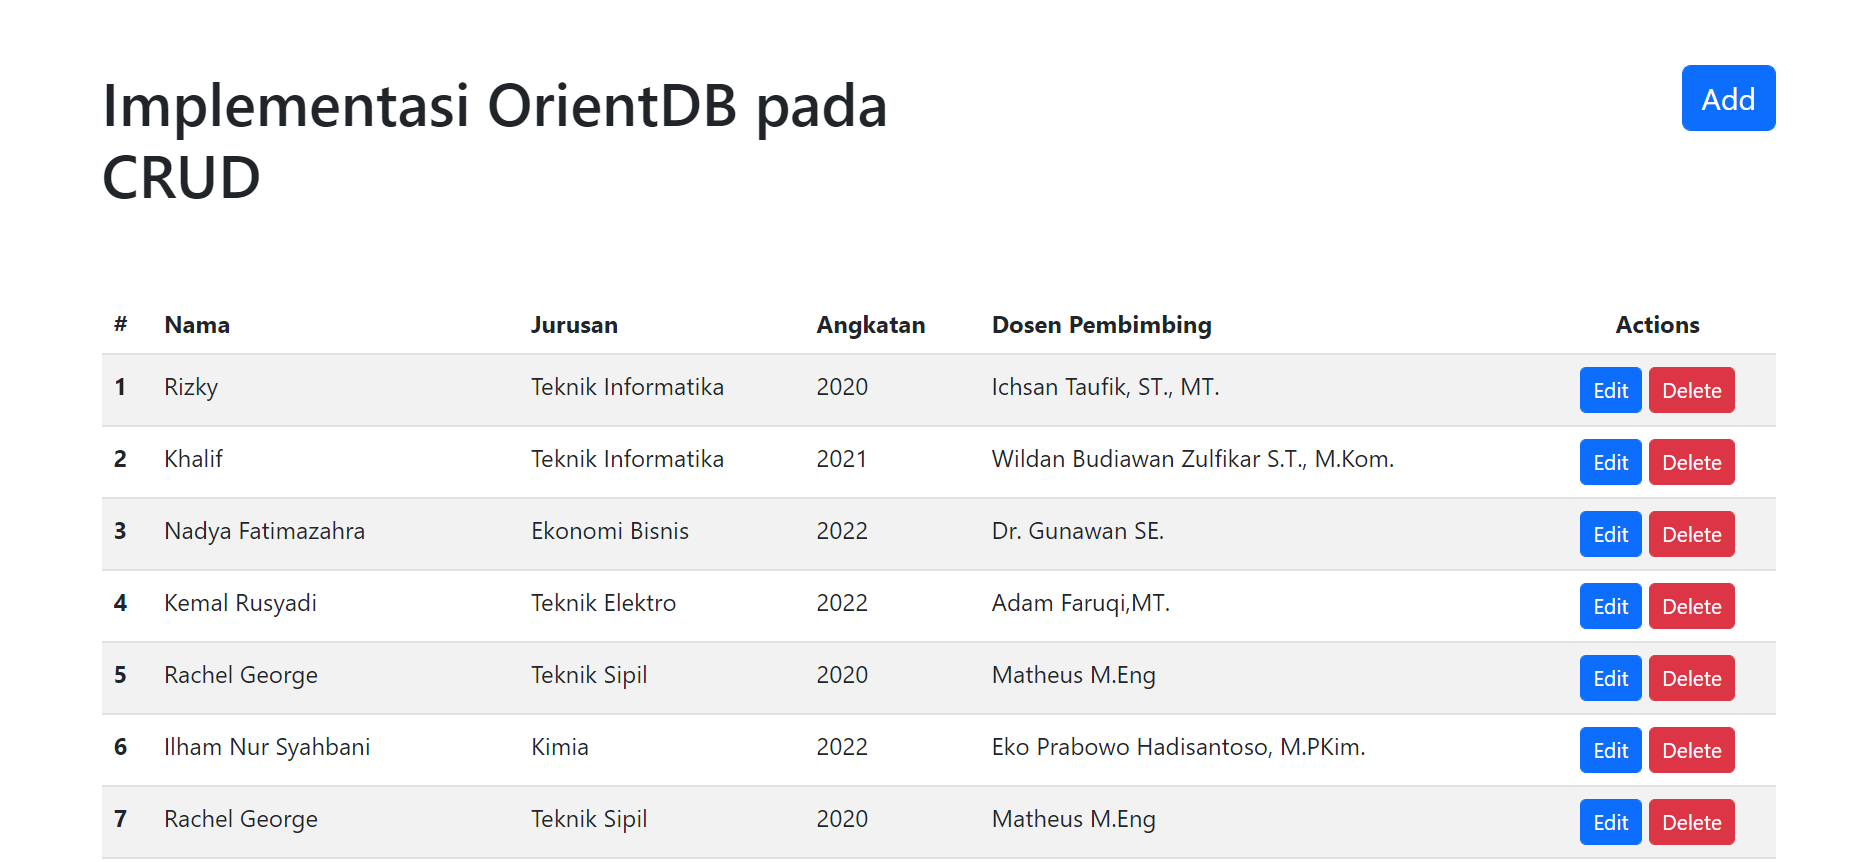 Implementasi OrientDB pada
CRUD
Add
# Nama Jurusan Angkatan Dosen Pembimbing Actions
1 Rizky Teknik Informatika 2020 Ichsan Taufik, ST., MT. Edit Delete
2 Khalif Teknik Informatika 2021 Wildan Budiawan Zulfikar S.T., M.Kom. Edit Delete
3 Nadya Fatimazahra Ekonomi Bisnis 2022 Dr. Gunawan SE. Edit Delete
4 Kemal Rusyadi Teknik Elektro 2022 Adam Faruqi,MT. Edit Delete
5 Rachel George Teknik Sipil 2020 Matheus M.Eng Edit Delete
6 Ilham Nur Syahbani Kimia 2022 Eko Prabowo Hadisantoso, M.PKim. Edit Delete
7 Rachel George Teknik Sipil 2020 Matheus M.Eng Edit Delete